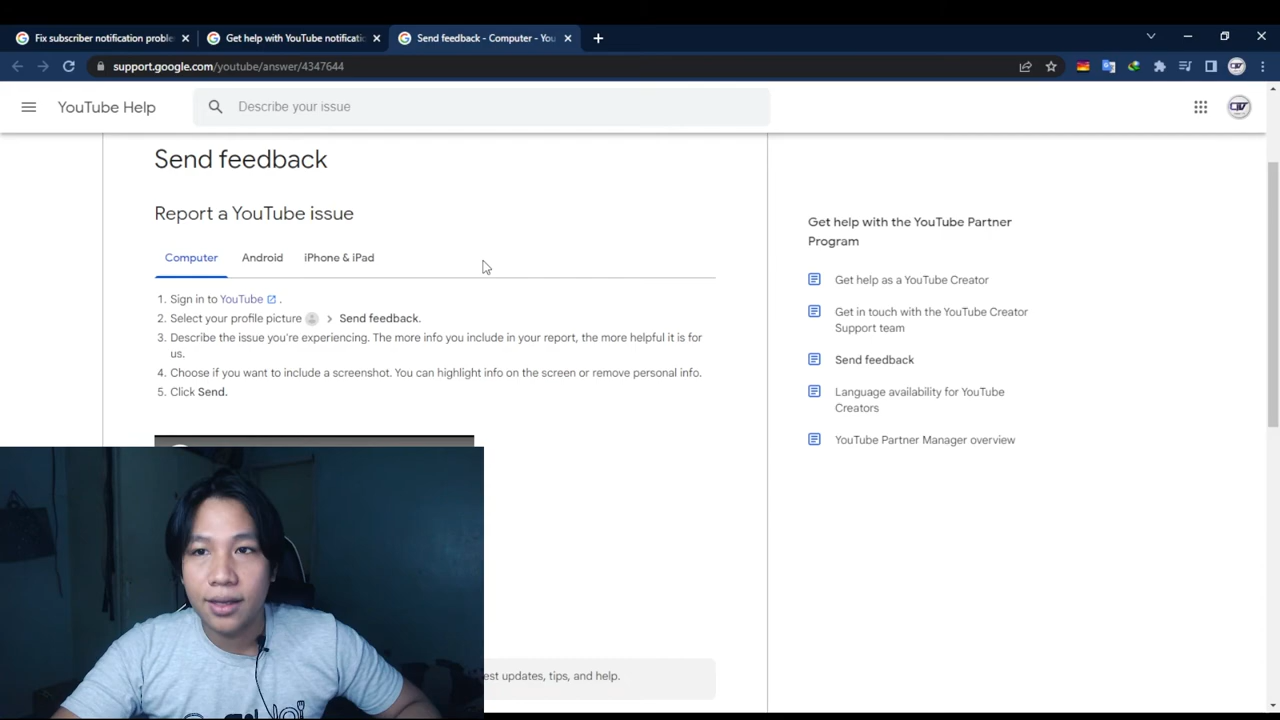 Fix subscriber notification proble
Get help with YouTube notificatio
Send feedback - Computer - You
support.google.com/youtube/answer/4347644
YouTube Help
Describe your issue
Send feedback
Report a YouTube issue
Computer
Android
iPhone & iPad
1. Sign in to YouTube .
2. Select your profile picture > Send feedback.
3. Describe the issue you're experiencing. The more info you include in your report, the more helpful it is for
us.
4. Choose if you want to include a screenshot. You can highlight info on the screen or remove personal info.
5. Click Send.
est updates, tips, and help.
Get help with the YouTube Partner
Program
Get help as a YouTube Creator
Get in touch with the YouTube Creator
Support team
Send feedback
Language availability for YouTube
Creators
YouTube Partner Manager overview